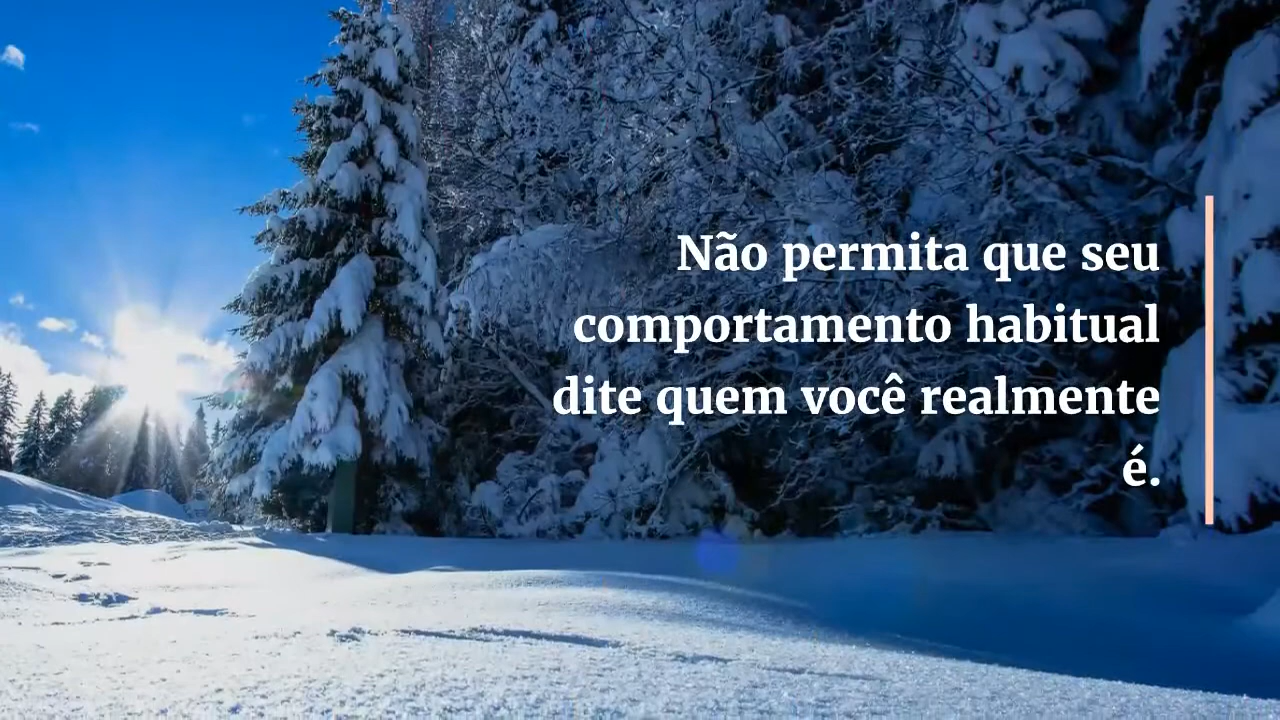 Não permita que seu
comportamento habitual
dite quem você realmente
é.